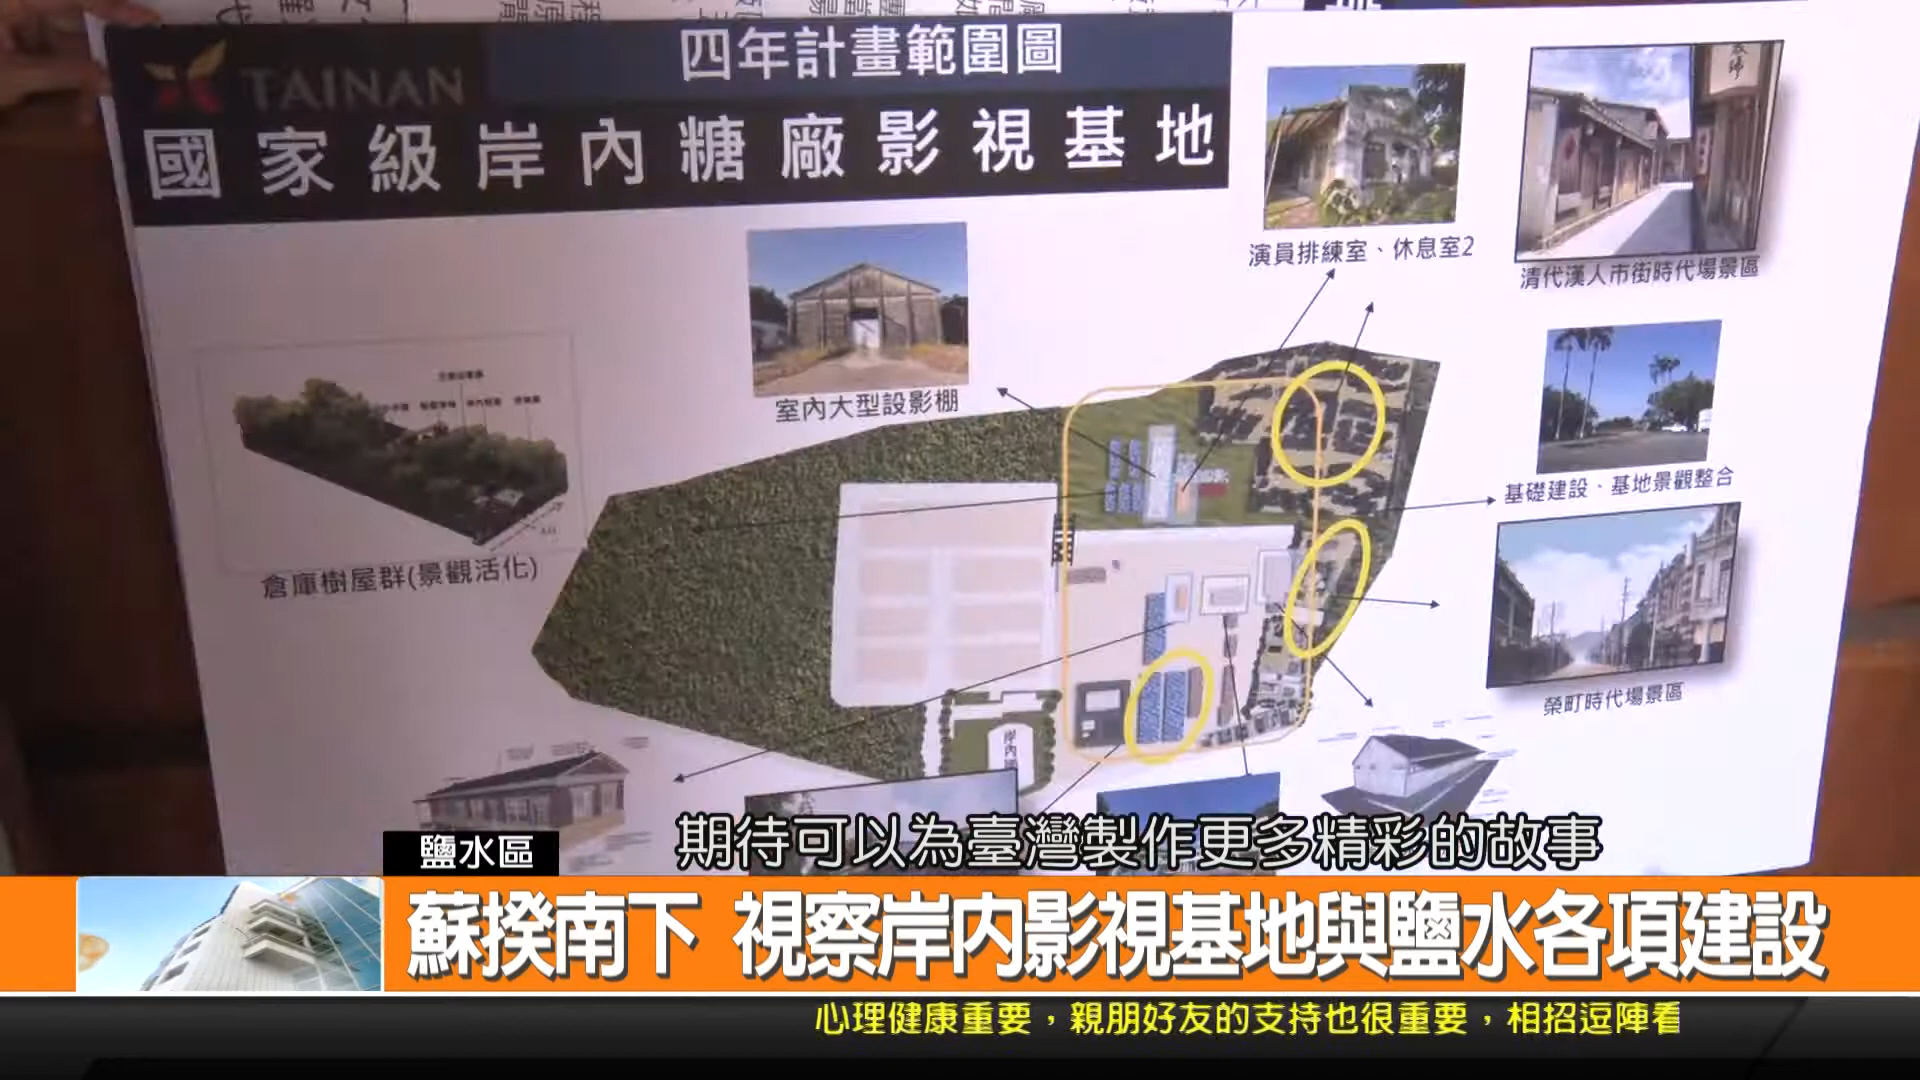 四年計畫範圍圖
TAINAN
國家級岸內糖廠影視基地
演員排練室、休息室2
清代漢人市街時代場景區
室內大型設影棚
基礎建設、基地景觀整合
倉庫樹屋群(景觀活化)
榮町時代場景區
岸內
期待可以為臺灣製作更多精彩的故事
鹽水區
蘇揆南下 視察岸內影視基地與鹽水各項建設
心理健康重要，親朋好友的支持也很重要，相招逗陣看